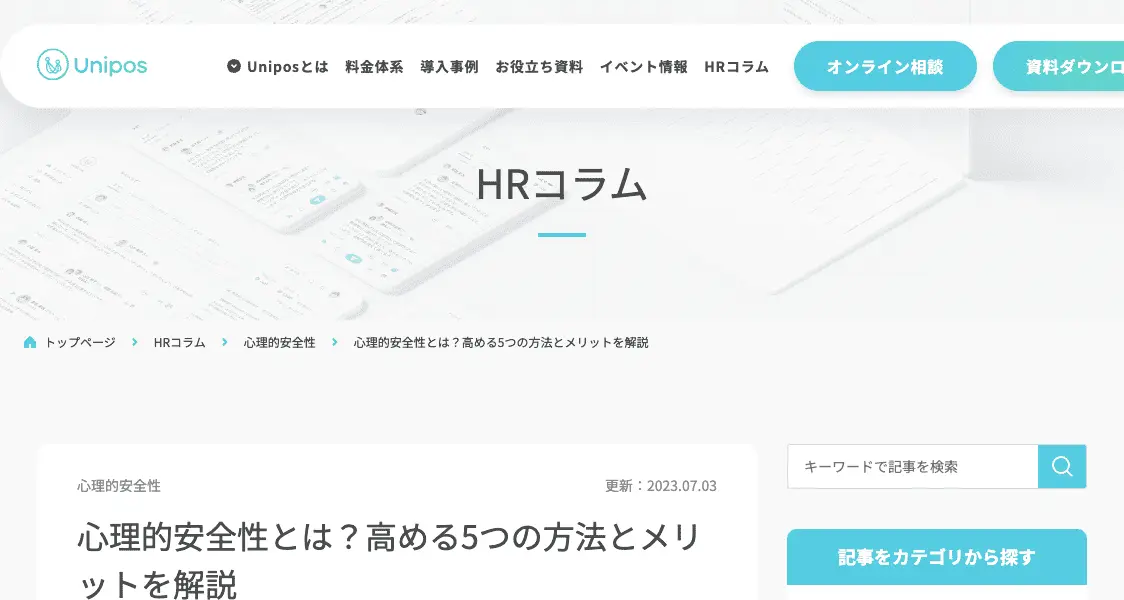 Unipos
Uniposとは 料金体系 導入事例 お役立ち資料 イベント情報 HRコラム オンライン相談 資料ダウンロ
HRコラム
トップページ HRコラム 心理的安全性 心理的安全性とは？高める5つの方法とメリットを解説
心理的安全性 更新：2023.07.03
心理的安全性とは？高める5つの方法とメリ
ットを解説
キーワードで記事を検索
記事をカテゴリから探す